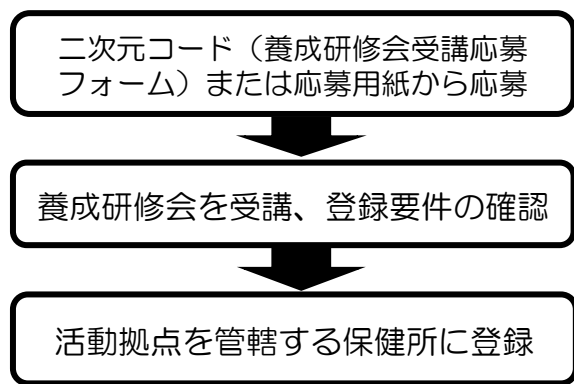 二次元コード（養成研修会受講応募
フォーム）または応募用紙から応募
養成研修会を受講、登録要件の確認
活動拠点を管轄する保健所に登録